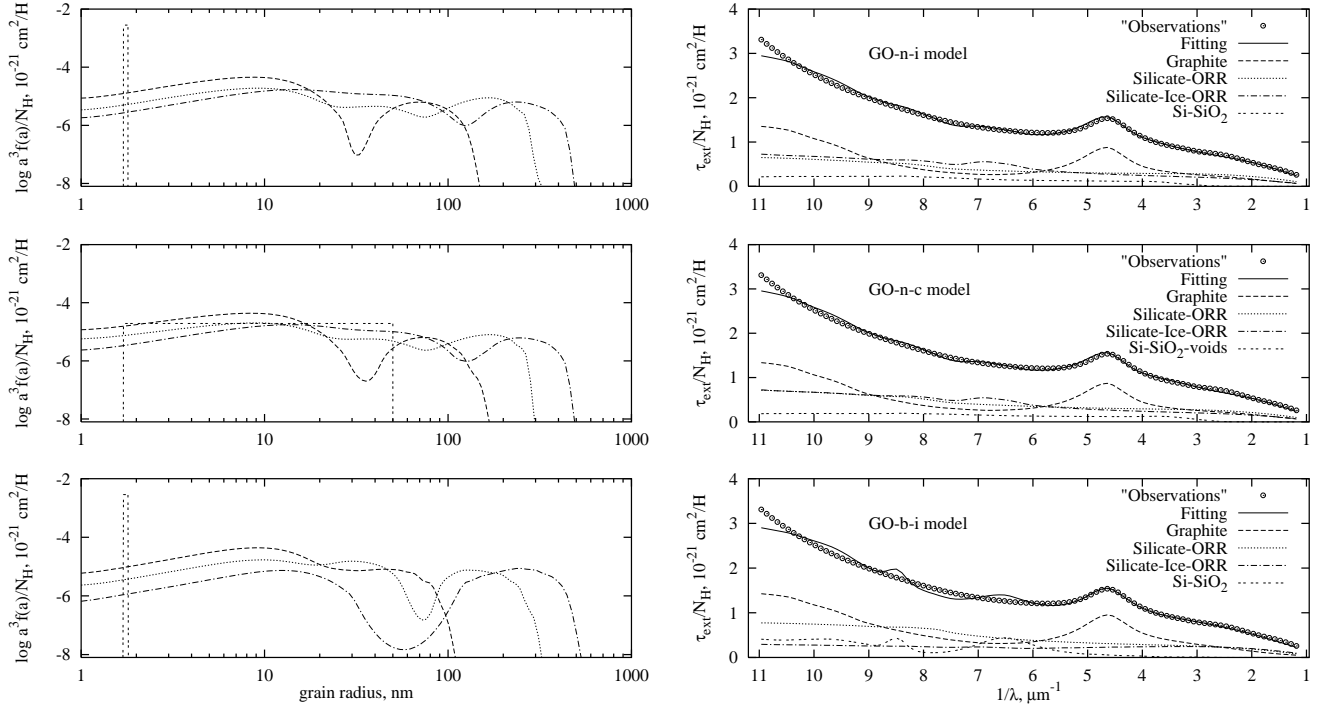 log a³f(a)/N_H, 10⁻²¹ cm²/H
-2
-4
-6
-8
1 10 100 1000
τ_ext/N_H, 10⁻²¹ cm²/H
4
3
2
1
0
GO-n-i model
"Observations"
Fitting
Graphite
Silicate-ORR
Silicate-Ice-ORR
Si-SiO₂
11 10 9 8 7 6 5 4 3 2 1
log a³f(a)/N_H, 10⁻²¹ cm²/H
-2
-4
-6
-8
1 10 100 1000
τ_ext/N_H, 10⁻²¹ cm²/H
4
3
2
1
0
GO-n-c model
"Observations"
Fitting
Graphite
Silicate-ORR
Silicate-Ice-ORR
Si-SiO₂-voids
11 10 9 8 7 6 5 4 3 2 1
log a³f(a)/N_H, 10⁻²¹ cm²/H
-2
-4
-6
-8
1 10 100 1000
grain radius, nm
τ_ext/N_H, 10⁻²¹ cm²/H
4
3
2
1
0
GO-b-i model
"Observations"
Fitting
Graphite
Silicate-ORR
Silicate-Ice-ORR
Si-SiO₂
11 10 9 8 7 6 5 4 3 2 1
1/λ, μm⁻¹